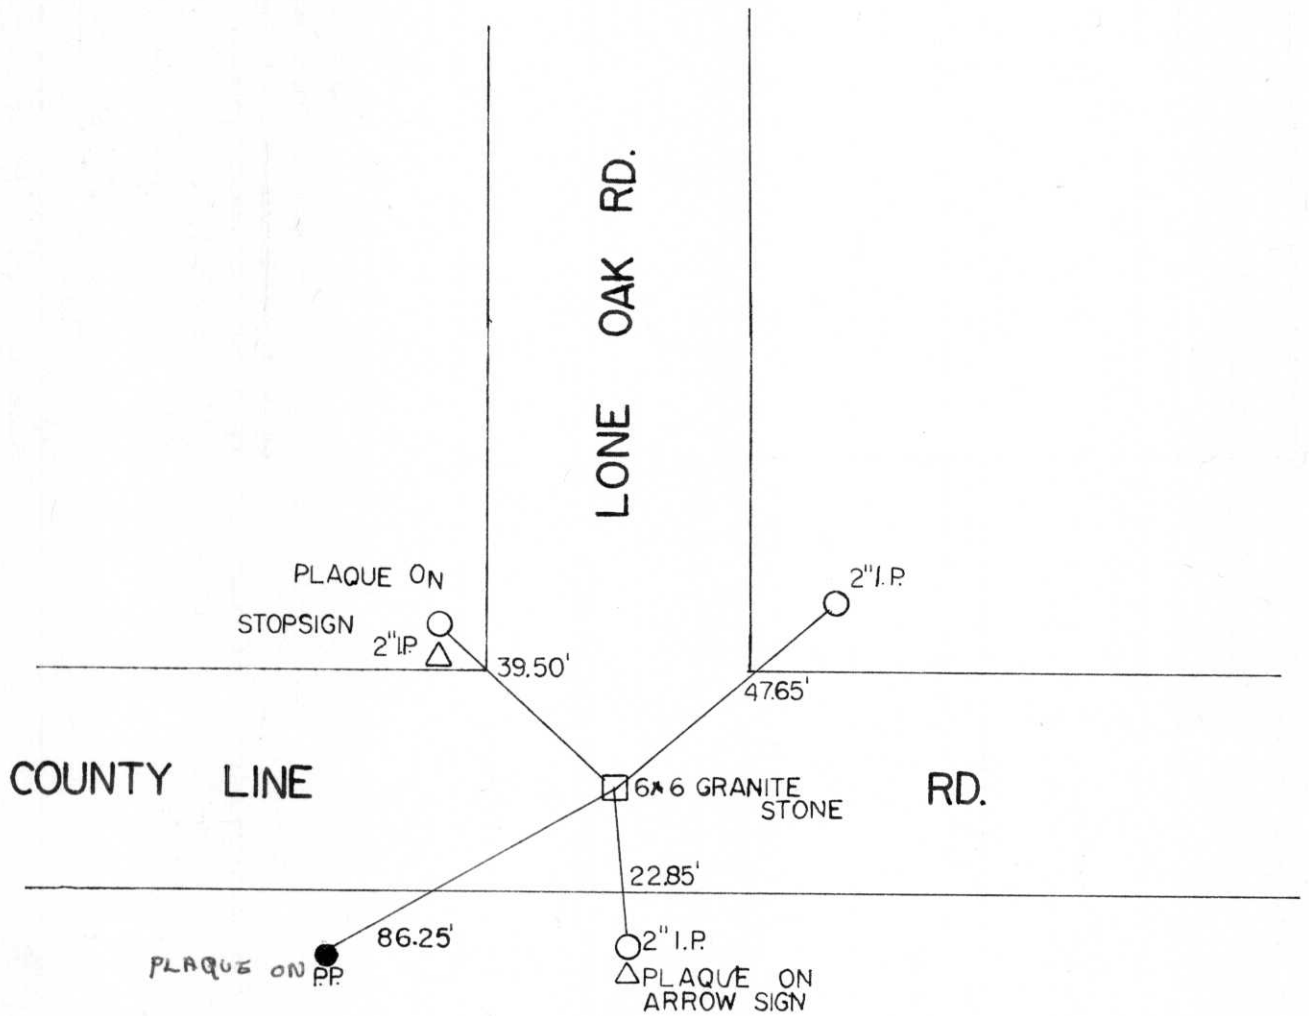 LONE OAK RD.
PLAQUE ON
STOPSIGN
2" I.P.
2" I.P.
39.50'
47.65'
COUNTY LINE RD.
6x6 GRANITE
STONE
22.85'
86.25'
2" I.P.
PLAQUE ON
P.P.
PLAQUE ON
ARROW SIGN